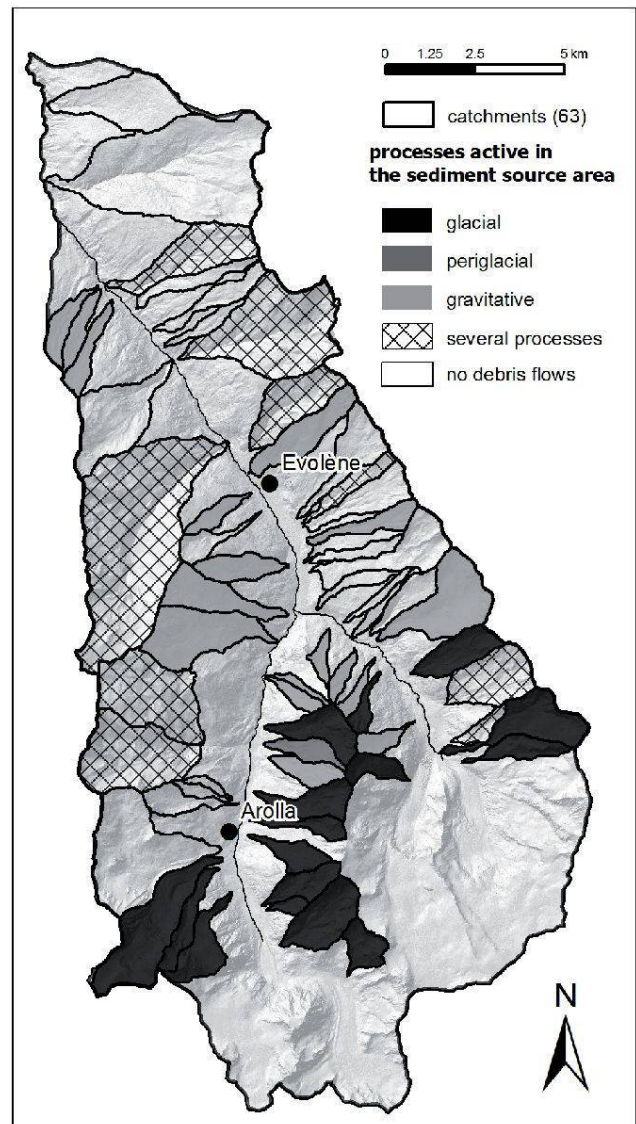 0 1.25 2.5 5 km
catchments (63)
processes active in
the sediment source area
glacial
periglacial
gravitative
several processes
no debris flows
Evolène
Arolla
N